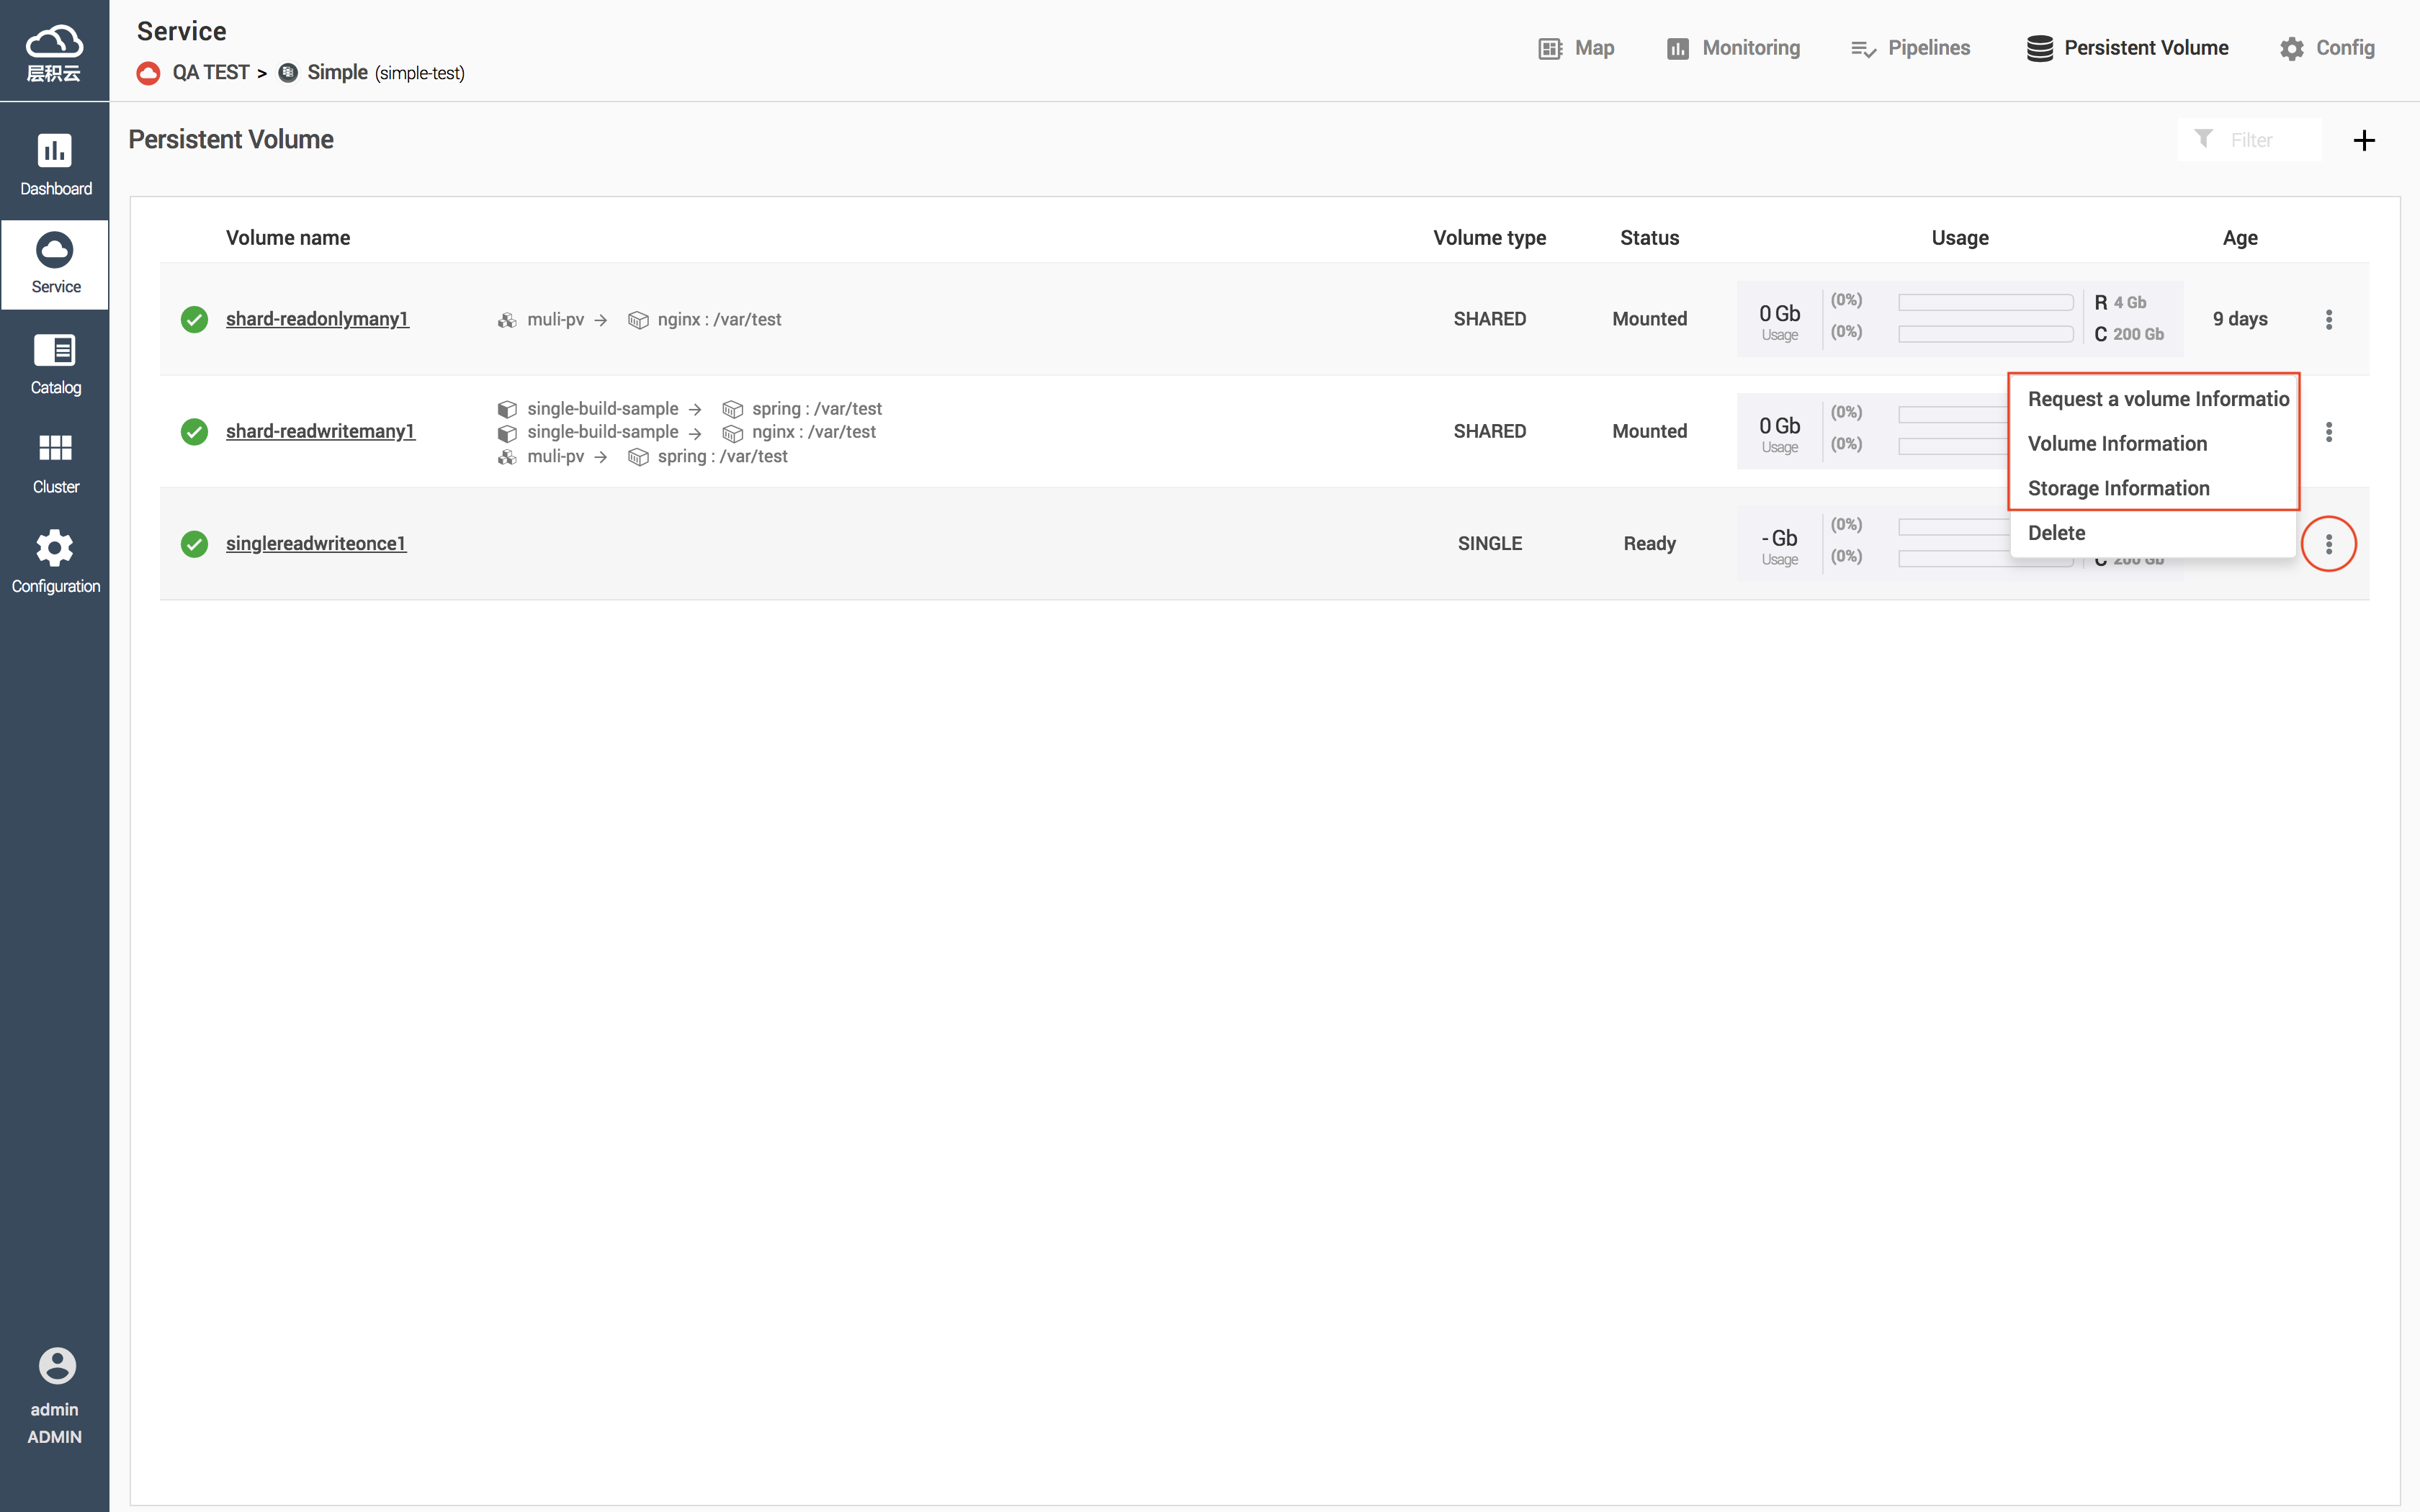 层积云
Service
QA TEST > Simple (simple-test)
Map
Monitoring
Pipelines
Persistent Volume
Config
Dashboard
Service
Catalog
Cluster
Configuration
admin
ADMIN
Persistent Volume
Filter
Volume name Volume type Status Usage Age
shard-readonlymany1
muli-pv → nginx : /var/test
SHARED
Mounted
0 Gb
Usage
(0%)
(0%)
R 4 Gb
C 200 Gb
9 days
shard-readwritemany1
single-build-sample → spring : /var/test
single-build-sample → nginx : /var/test
muli-pv → spring : /var/test
SHARED
Mounted
0 Gb
Usage
(0%)
(0%)
singlereadwriteonce1
SINGLE
Ready
- Gb
Usage
(0%)
(0%)
C 200 Gb
Request a volume Informatio
Volume Information
Storage Information
Delete